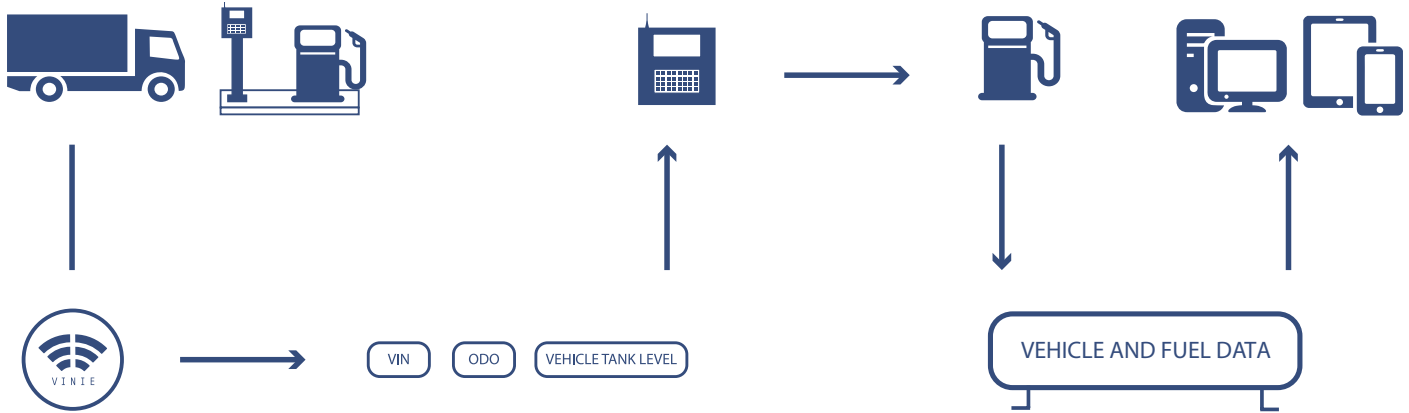 VINIE
VIN
ODO
VEHICLE TANK LEVEL
VEHICLE AND FUEL DATA